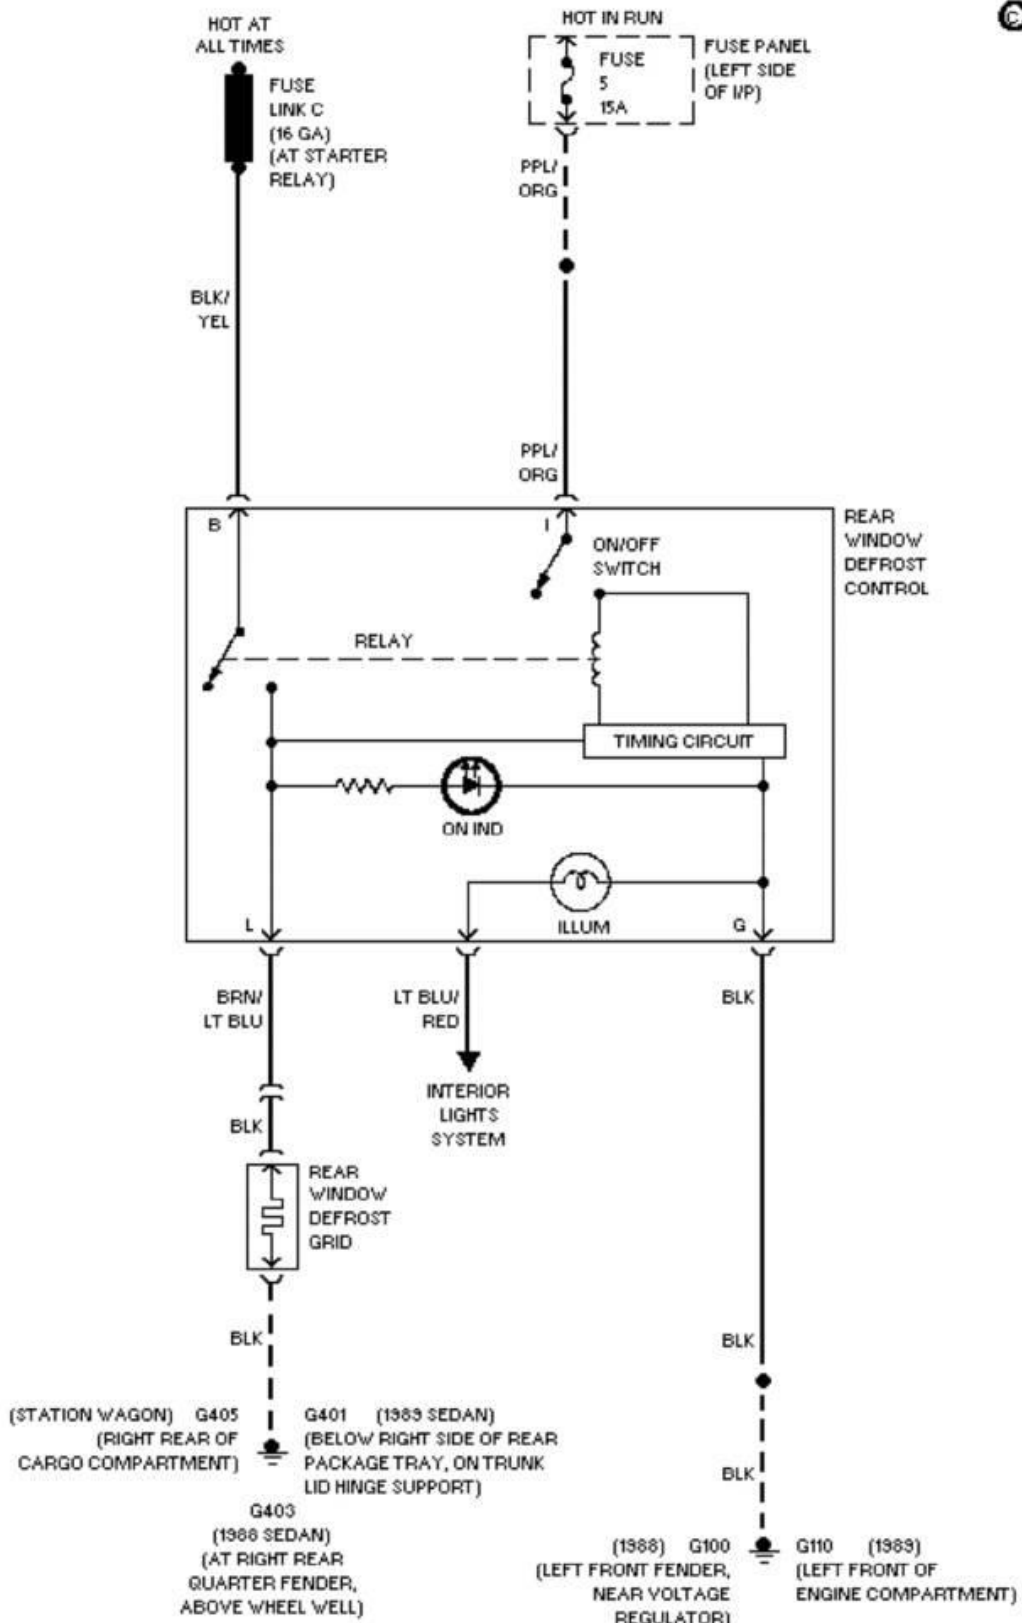 ©
HOT AT
ALL TIMES
FUSE
LINK C
(16 GA)
(AT STARTER
RELAY)
HOT IN RUN
FUSE
5
15A
FUSE PANEL
(LEFT SIDE
OF I/P)
PPL/
ORG
BLK/
YEL
PPL/
ORG
B
I
ON/OFF
SWITCH
REAR
WINDOW
DEFROST
CONTROL
RELAY
TIMING CIRCUIT
ON IND
ILLUM
L
G
BRN/
LT BLU
LT BLU/
RED
BLK
INTERIOR
LIGHTS
SYSTEM
BLK
REAR
WINDOW
DEFROST
GRID
BLK
BLK
(STATION WAGON) G405
(RIGHT REAR OF
CARGO COMPARTMENT)
G401 (1989 SEDAN)
(BELOW RIGHT SIDE OF REAR
PACKAGE TRAY, ON TRUNK
LID HINGE SUPPORT)
G403
(1988 SEDAN)
(AT RIGHT REAR
QUARTER FENDER,
ABOVE WHEEL WELL)
BLK
(1988) G100
(LEFT FRONT FENDER,
NEAR VOLTAGE
REGULATOR)
G110 (1989)
(LEFT FRONT OF
ENGINE COMPARTMENT)